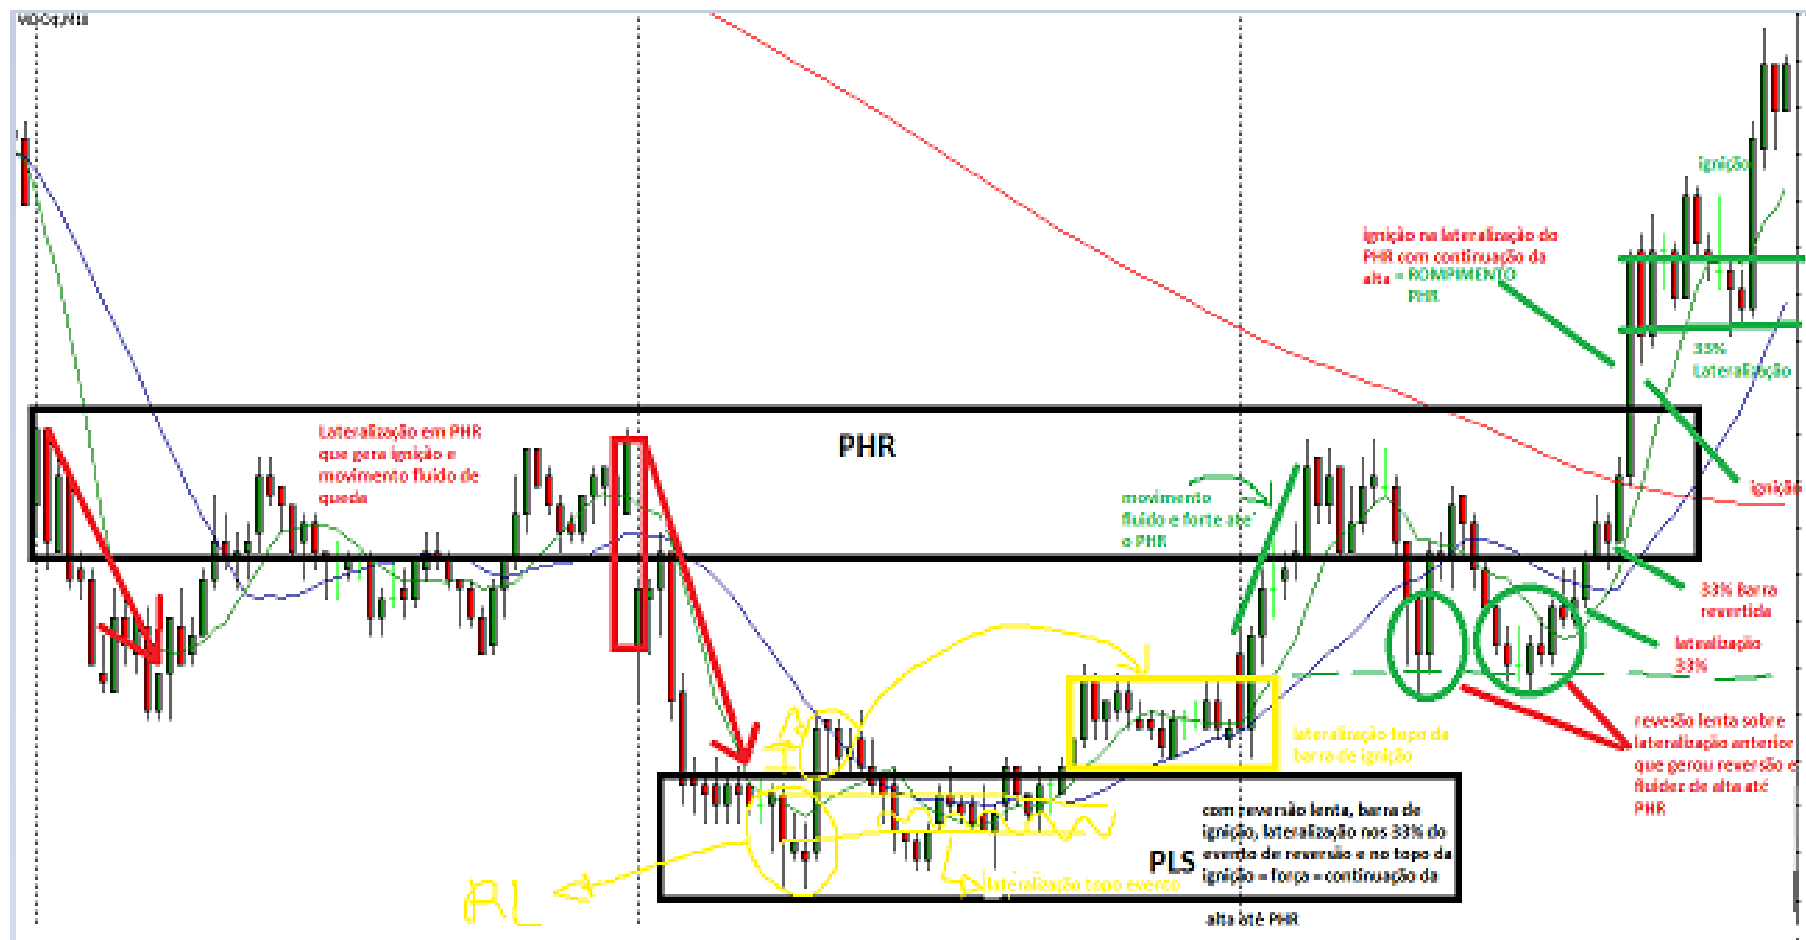 Lateralização em PHR
que gera ignição e
movimento fluido de
queda
PHR
ignição
ignição na lateralização do
PHR com continuação da
alta = ROMPIMENTO
PHR
33%
Lateralização
ignição
movimento
fluido e forte ate
o PHR
33% Barra
revertida
lateralização
33%
revesão lenta sobre
lateralização anterior
que gerou reversão e
fluidez de alta até
PHR
lateralização topo da
barra de ignição
com reversão lenta, barra de
ignição, lateralização nos 33% do
evento de reversão e no topo da
ignição = força = continuação da
alta até PHR
PLS
lateralização topo evento
RL